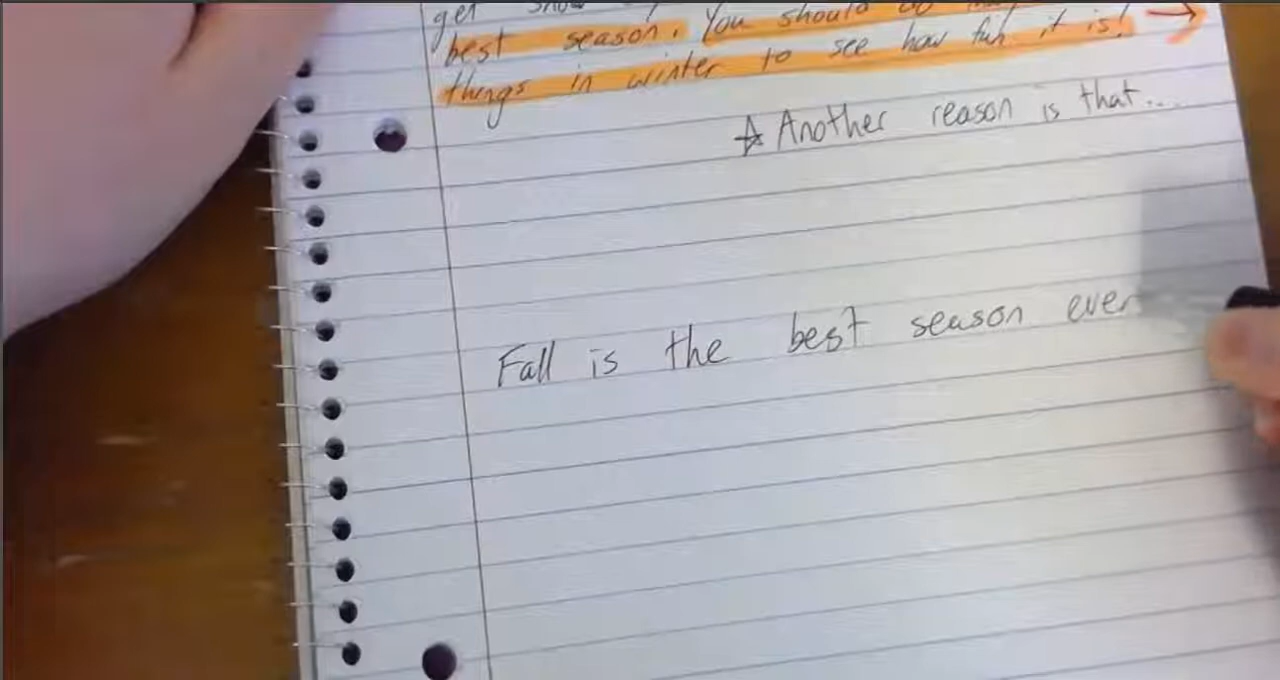 get
best season. You should
things in winter to see how fun it is! →
☆ Another reason is that...
Fall is the best season ever